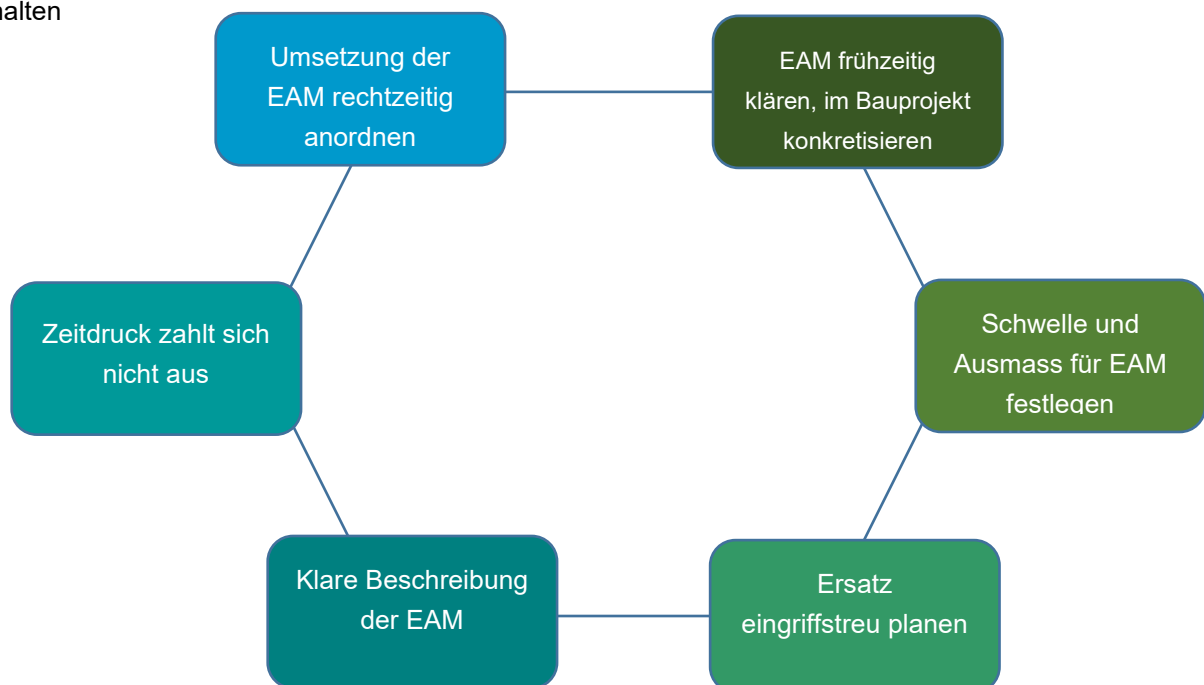 halten
Umsetzung der
EAM rechtzeitig
anordnen
EAM frühzeitig
klären, im Bauprojekt
konkretisieren
Zeitdruck zahlt sich
nicht aus
Schwelle und
Ausmass für EAM
festlegen
Klare Beschreibung
der EAM
Ersatz
eingriffstreu planen